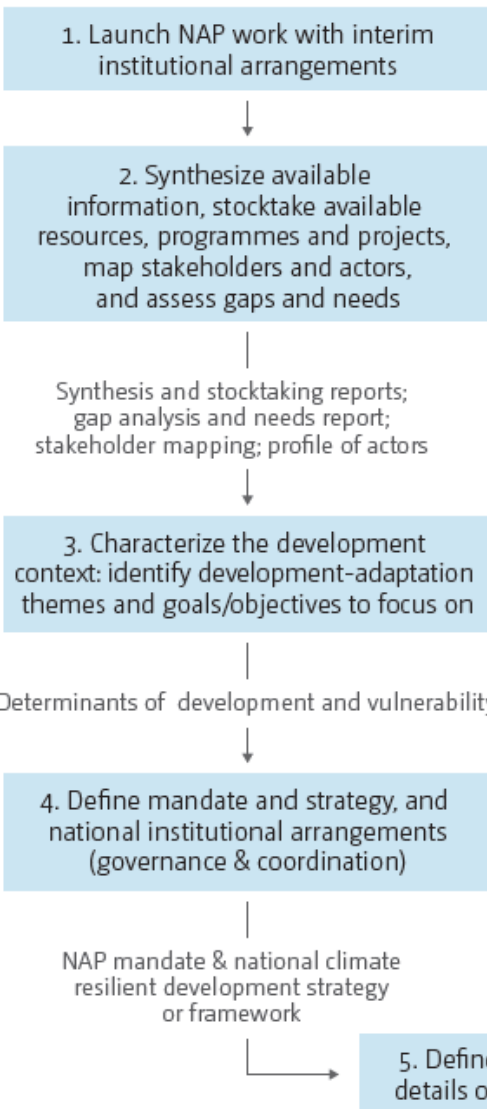 1. Launch NAP work with interim
institutional arrangements
2. Synthesize available
information, stocktake available
resources, programmes and projects,
map stakeholders and actors,
and assess gaps and needs
Synthesis and stocktaking reports;
gap analysis and needs report;
stakeholder mapping; profile of actors
3. Characterize the development
context: identify development-adaptation
themes and goals/objectives to focus on
Determinants of development and vulnerability
4. Define mandate and strategy, and
national institutional arrangements
(governance & coordination)
NAP mandate & national climate
resilient development strategy
or framework
5. Define
details o